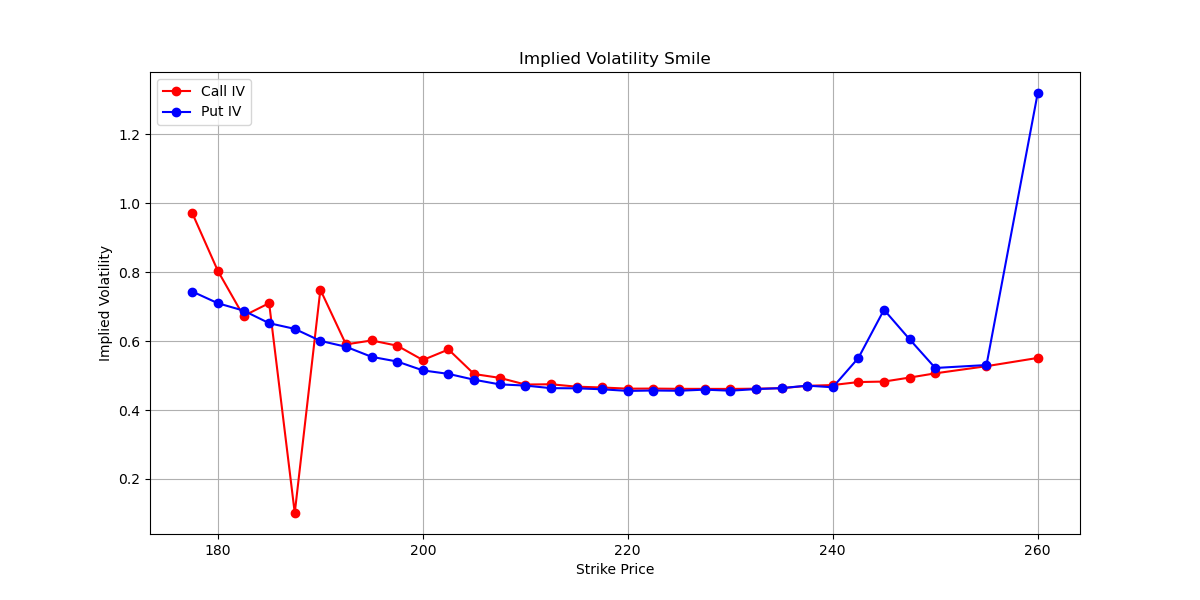 Implied Volatility Smile
Call IV
Put IV
Implied Volatility
1.2
1.0
0.8
0.6
0.4
0.2
180
200
220
240
260
Strike Price